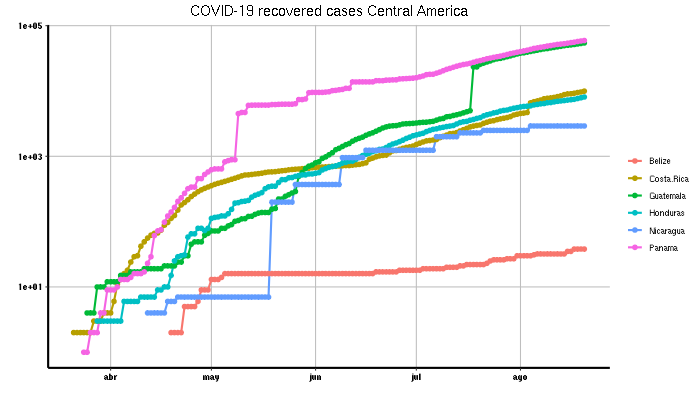 COVID-19 recovered cases Central America
1e+05
1e+03
1e+01
abr
may
jun
jul
ago
Belize
Costa.Rica
Guatemala
Honduras
Nicaragua
Panama